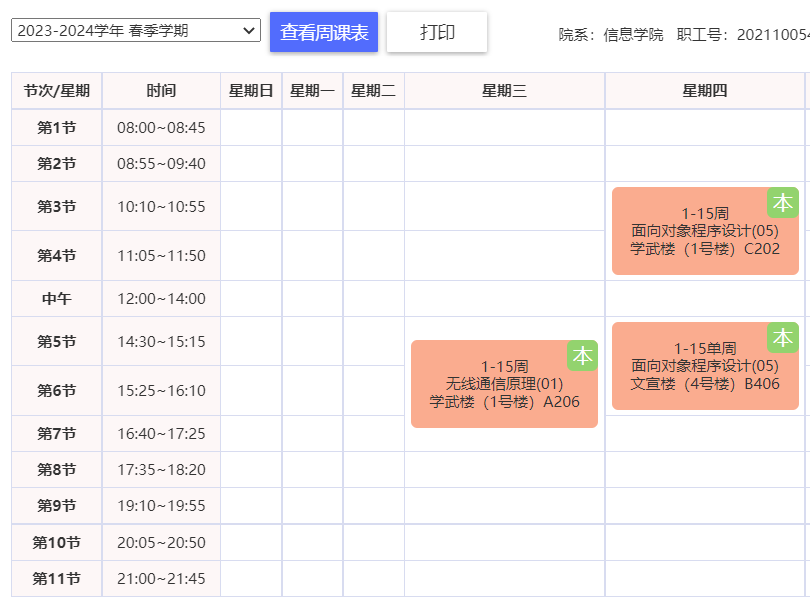 2023-2024学年 春季学期 查看周课表 打印 院系：信息学院 职工号：202110054
节次/星期 时间 星期日 星期一 星期二 星期三 星期四
第1节 08:00~08:45
第2节 08:55~09:40
第3节 10:10~10:55
本
1-15周
面向对象程序设计(05)
学武楼（1号楼）C202
第4节 11:05~11:50
中午 12:00~14:00
第5节 14:30~15:15
本
1-15周
无线通信原理(01)
学武楼（1号楼）A206
本
1-15单周
面向对象程序设计(05)
文宣楼（4号楼）B406
第6节 15:25~16:10
第7节 16:40~17:25
第8节 17:35~18:20
第9节 19:10~19:55
第10节 20:05~20:50
第11节 21:00~21:45